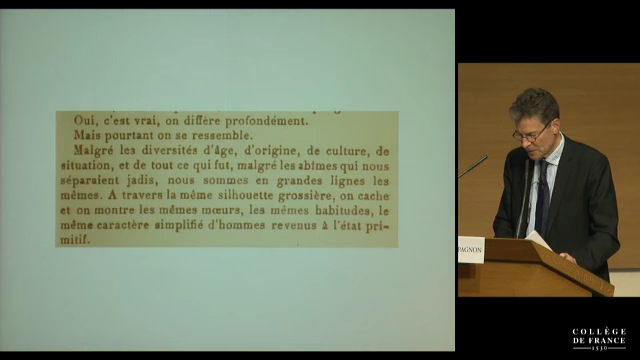 Oui, c'est vrai, on diffère profondément.
Mais pourtant on se ressemble.
Malgré les diversités d'âge, d'origine, de culture, de
situation, et de tout ce qui fut, malgré les abîmes qui nous
séparaient jadis, nous sommes en grandes lignes les
mêmes. A travers la même silhouette grossière, on cache
et on montre les mêmes mœurs, les mêmes habitudes, le
même caractère simplifié d'hommes revenus à l'état pri-
mitif.
PAGNON
COLLÈGE
DE FRANCE
1530